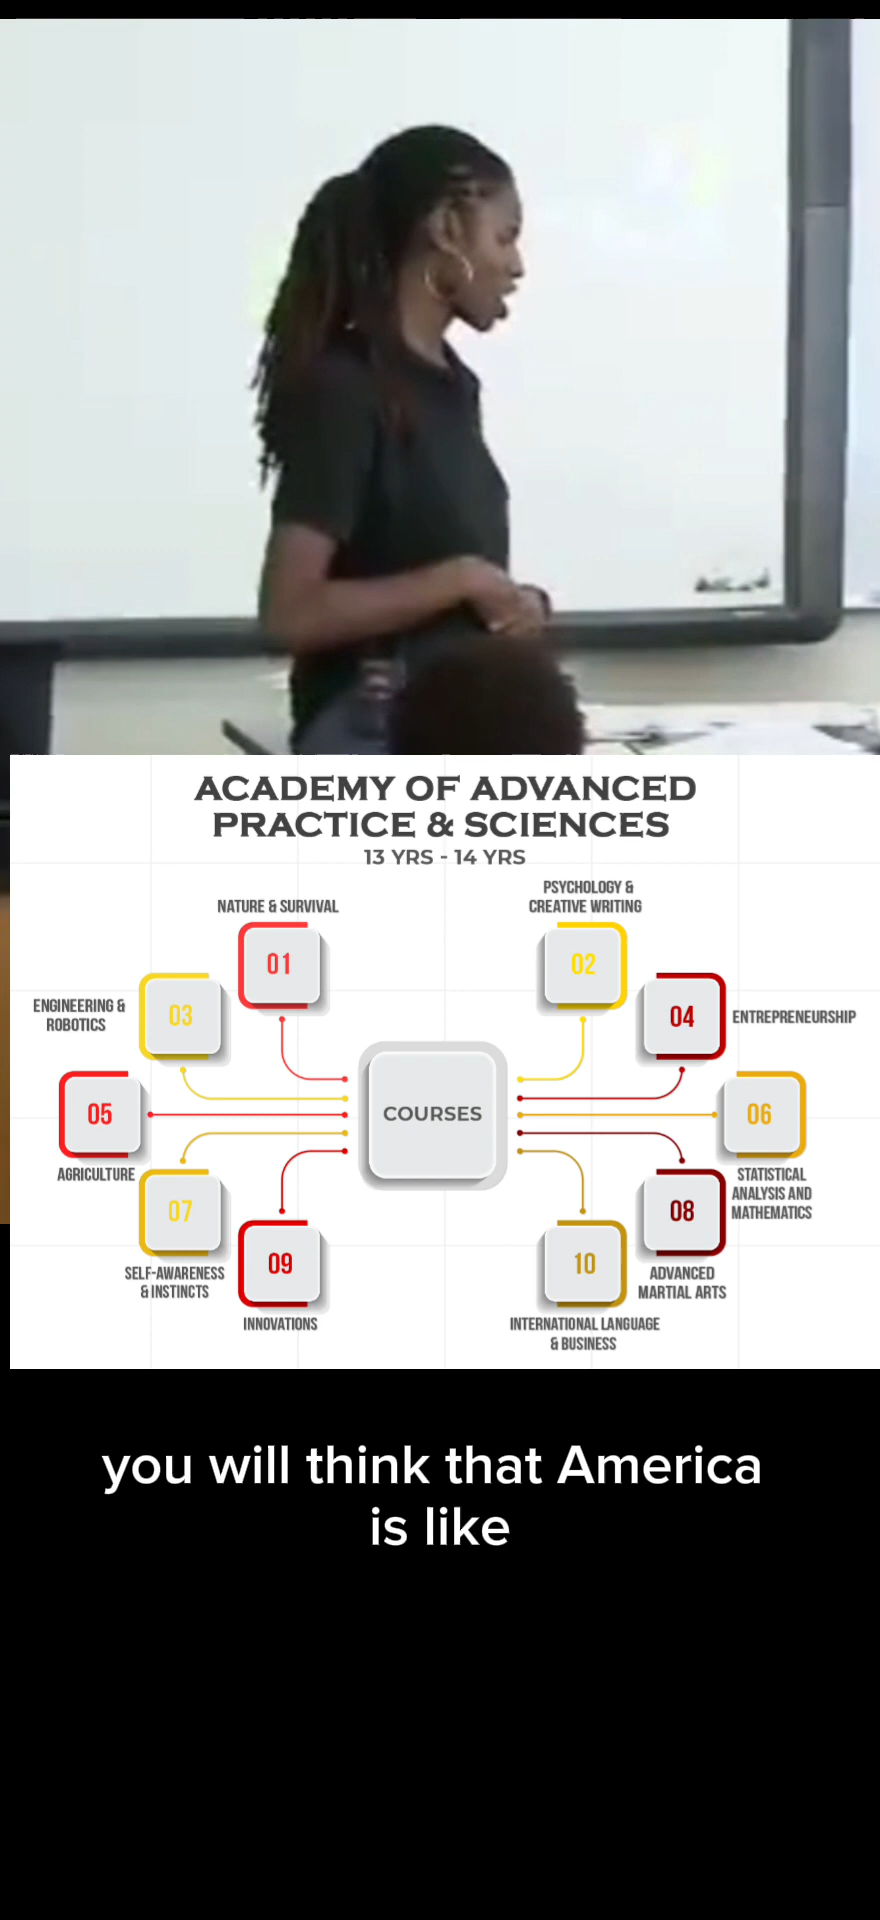 ACADEMY OF ADVANCED
PRACTICE & SCIENCES
13 YRS - 14 YRS
NATURE & SURVIVAL
01
PSYCHOLOGY &
CREATIVE WRITING
02
ENGINEERING &
ROBOTICS
03
04
ENTREPRENEURSHIP
05
AGRICULTURE
COURSES
06
STATISTICAL
ANALYSIS AND
MATHEMATICS
07
SELF-AWARENESS
& INSTINCTS
08
ADVANCED
MARTIAL ARTS
09
INNOVATIONS
10
INTERNATIONAL LANGUAGE
& BUSINESS
you will think that America
is like